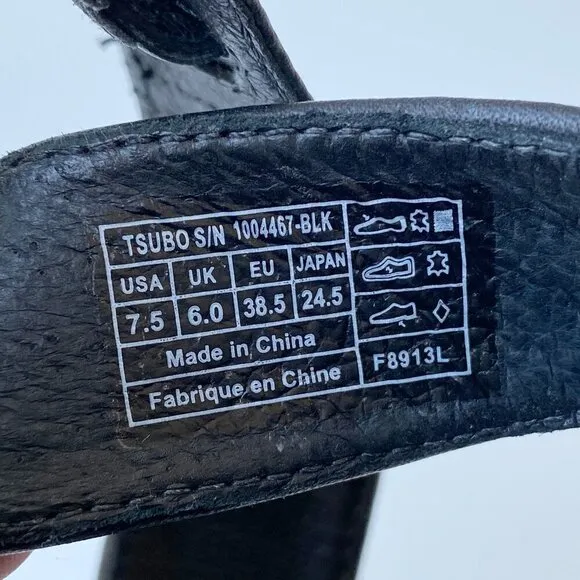 TSUBO S/N 1004467-BLK
USA UK EU JAPAN
7.5 6.0 38.5 24.5
Made in China
Fabrique en Chine F8913L